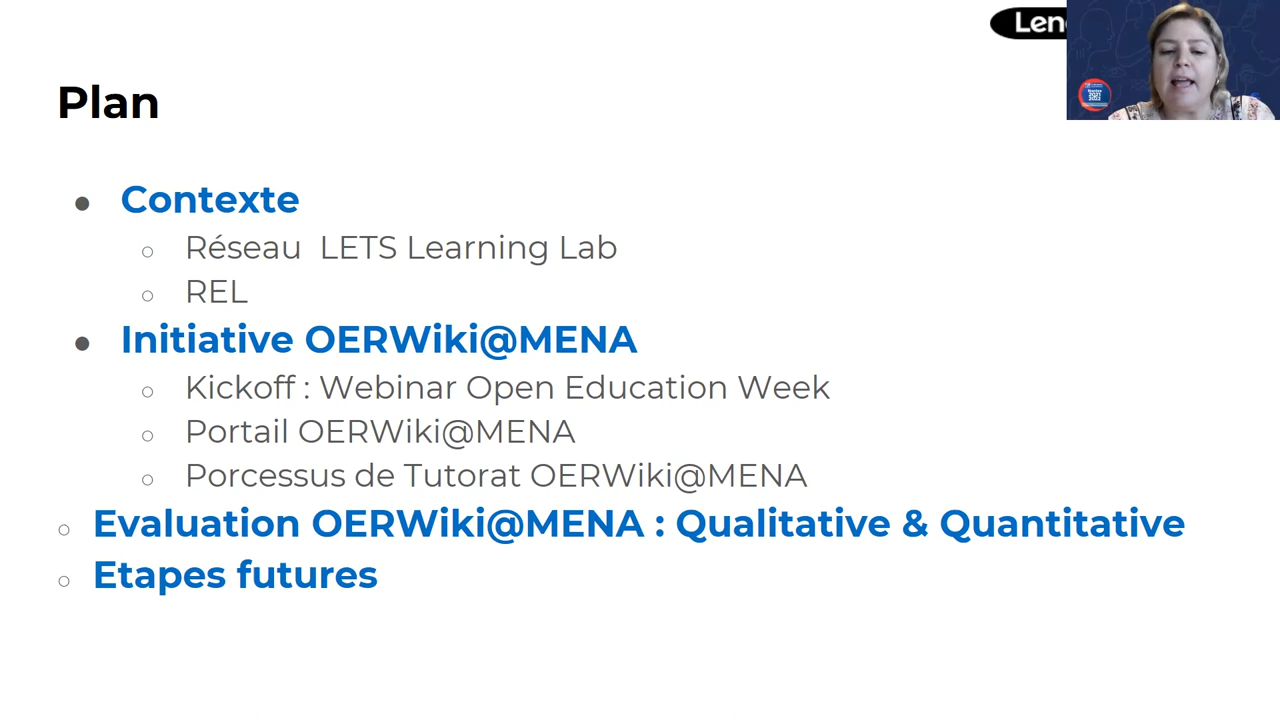 Plan
Contexte
Réseau LETS Learning Lab
REL
Initiative OERWiki@MENA
Kickoff : Webinar Open Education Week
Portail OERWiki@MENA
Porcessus de Tutorat OERWiki@MENA
Evaluation OERWiki@MENA : Qualitative & Quantitative
Etapes futures